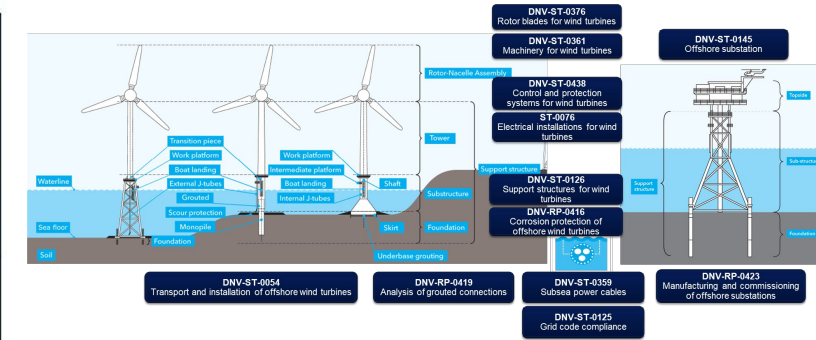 DNV-ST-0376
Rotor blades for wind turbines
DNV-ST-0361
Machinery for wind turbines
DNV-ST-0145
Offshore substation
Rotor-Nacelle Assembly
DNV-ST-0438
Control and protection
systems for wind turbines
Topside
ST-0076
Electrical installations for wind
turbines
Tower
Transition piece
Work platform
Boat landing
External J-tubes
Grouted
Scour protection
Monopile
Foundation
Waterline
Sea floor
Soil
Work platform
Intermediate platform
Boat landing
Internal J-tubes
Shaft
Skirt
Underbase grouting
Substructure
Foundation
Support structure
DNV-ST-0126
Support structures for wind
turbines
DNV-RP-0416
Corrosion protection of
offshore wind turbines
Sub-structure
Support
structure
Foundation
DNV-ST-0054
Transport and installation of offshore wind turbines
DNV-RP-0419
Analysis of grouted connections
DNV-ST-0359
Subsea power cables
DNV-RP-0423
Manufacturing and commissioning
of offshore substations
DNV-ST-0125
Grid code compliance